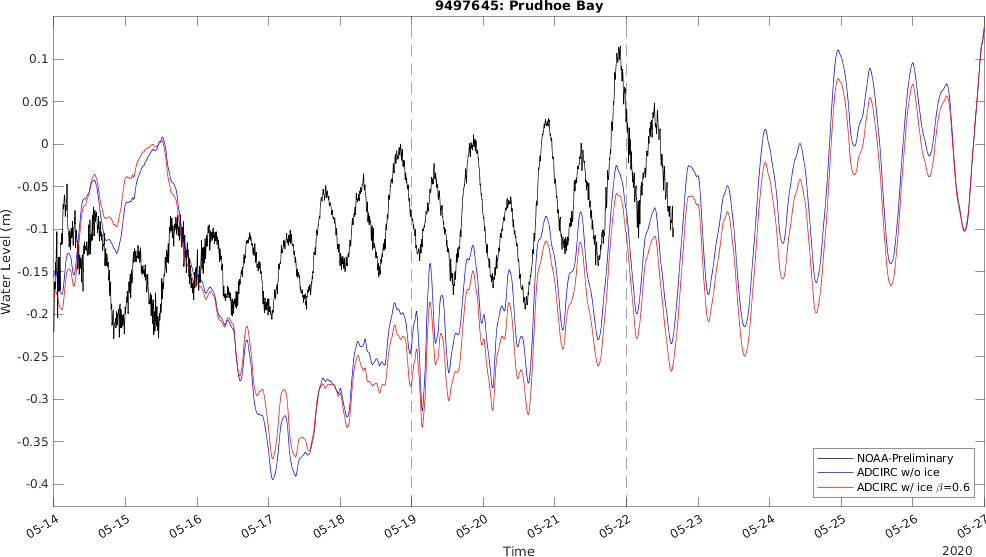 9497645: Prudhoe Bay
Water Level (m)
0.1
0.05
0
-0.05
-0.1
-0.15
-0.2
-0.25
-0.3
-0.35
-0.4
NOAA-Preliminary
ADCIRC w/o ice
ADCIRC w/ ice β=0.6
05-14 05-15 05-16 05-17 05-18 05-19 05-20 05-21 05-22 05-23 05-24 05-25 05-26 05-27
Time
2020